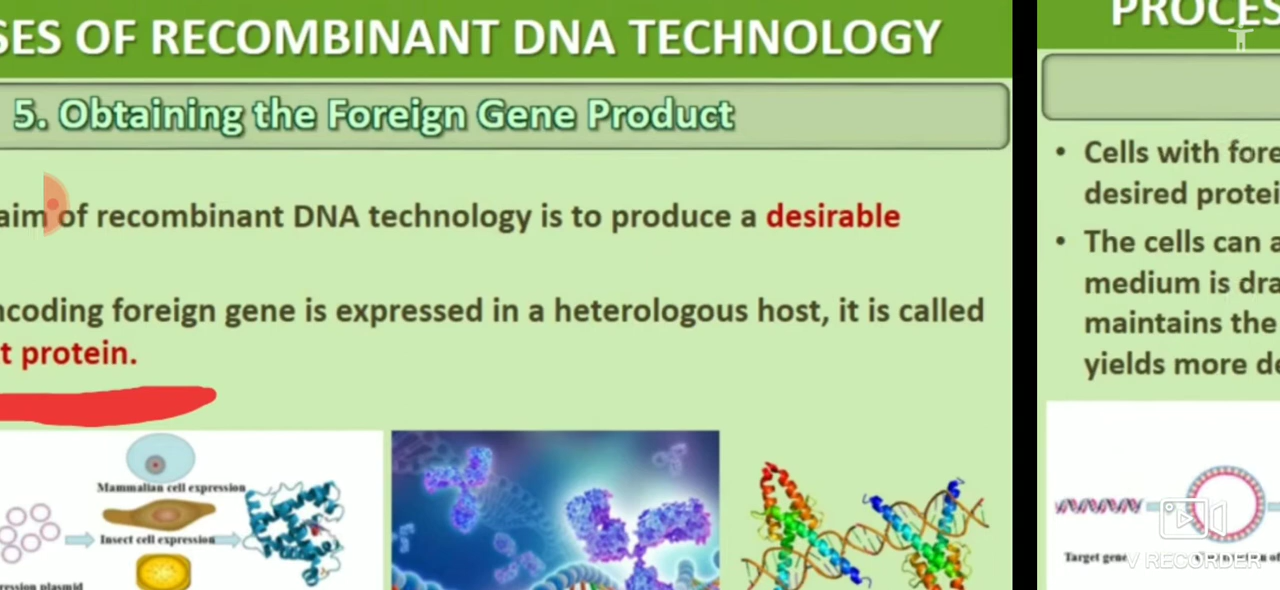 SES OF RECOMBINANT DNA TECHNOLOGY
5. Obtaining the Foreign Gene Product
aim of recombinant DNA technology is to produce a desirable
ncoding foreign gene is expressed in a heterologous host, it is called
t protein.
Mammalian cell expression
Insect cell expression
ression plasmid
PROCES
• Cells with fore
desired protei
• The cells can a
medium is dra
maintains the
yields more de
Target gene
V RECORDER